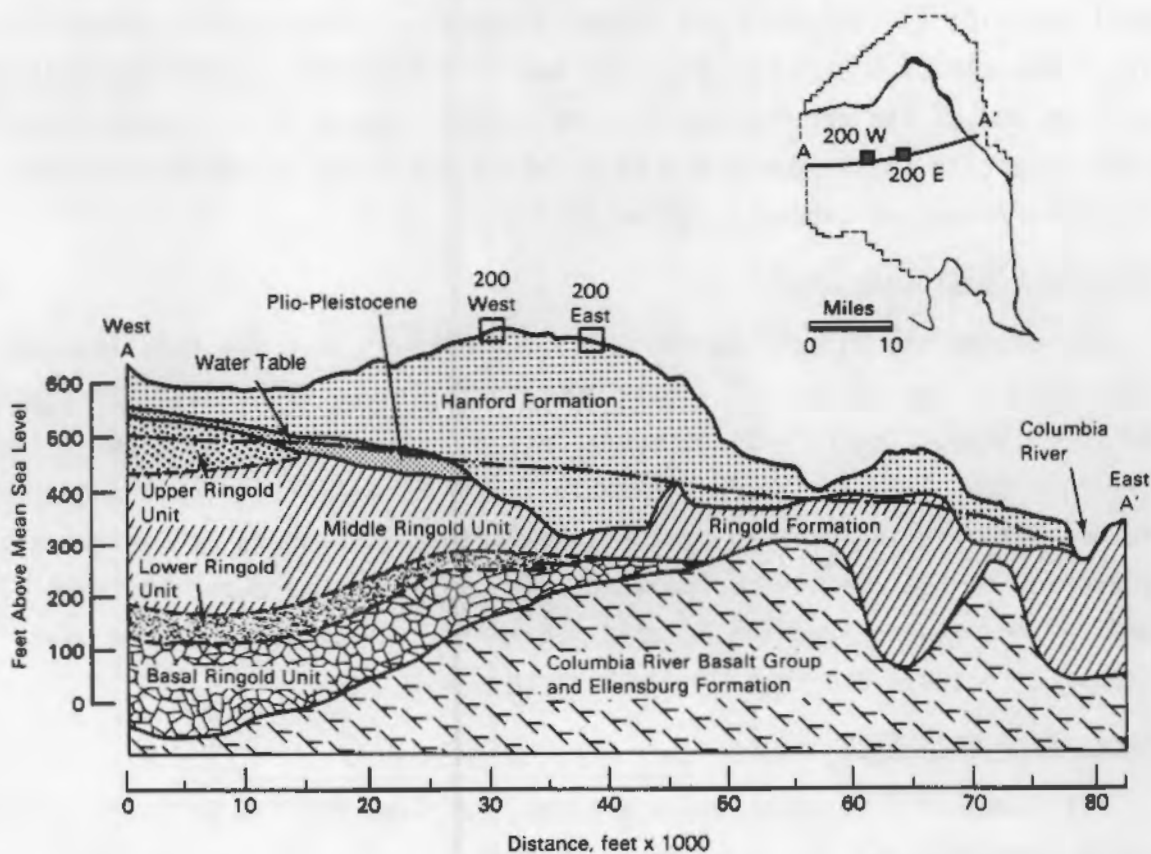 A
200 W
A'
200 E
Miles
0 10
West
A
Plio-Pleistocene
200
West
200
East
Water Table
Hanford Formation
Columbia
River
East
A'
600
500
400
300
200
100
0
Feet Above Mean Sea Level
Upper Ringold
Unit
Middle Ringold Unit
Ringold Formation
Lower Ringold
Unit
Basal Ringold Unit
Columbia River Basalt Group
and Ellensburg Formation
0 10 20 30 40 50 60 70 80
Distance, feet x 1000